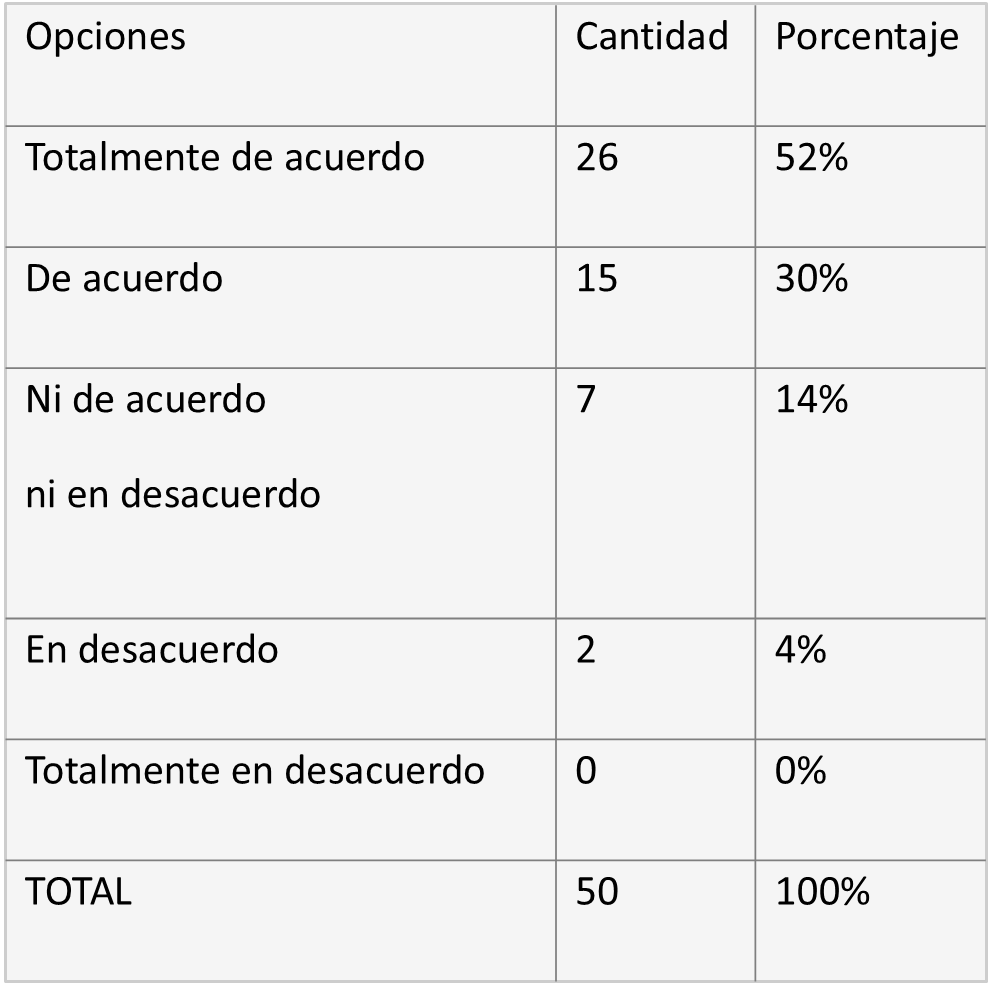 Opciones Cantidad Porcentaje
Totalmente de acuerdo 26 52%
De acuerdo 15 30%
Ni de acuerdo 7 14%
ni en desacuerdo
En desacuerdo 2 4%
Totalmente en desacuerdo 0 0%
TOTAL 50 100%